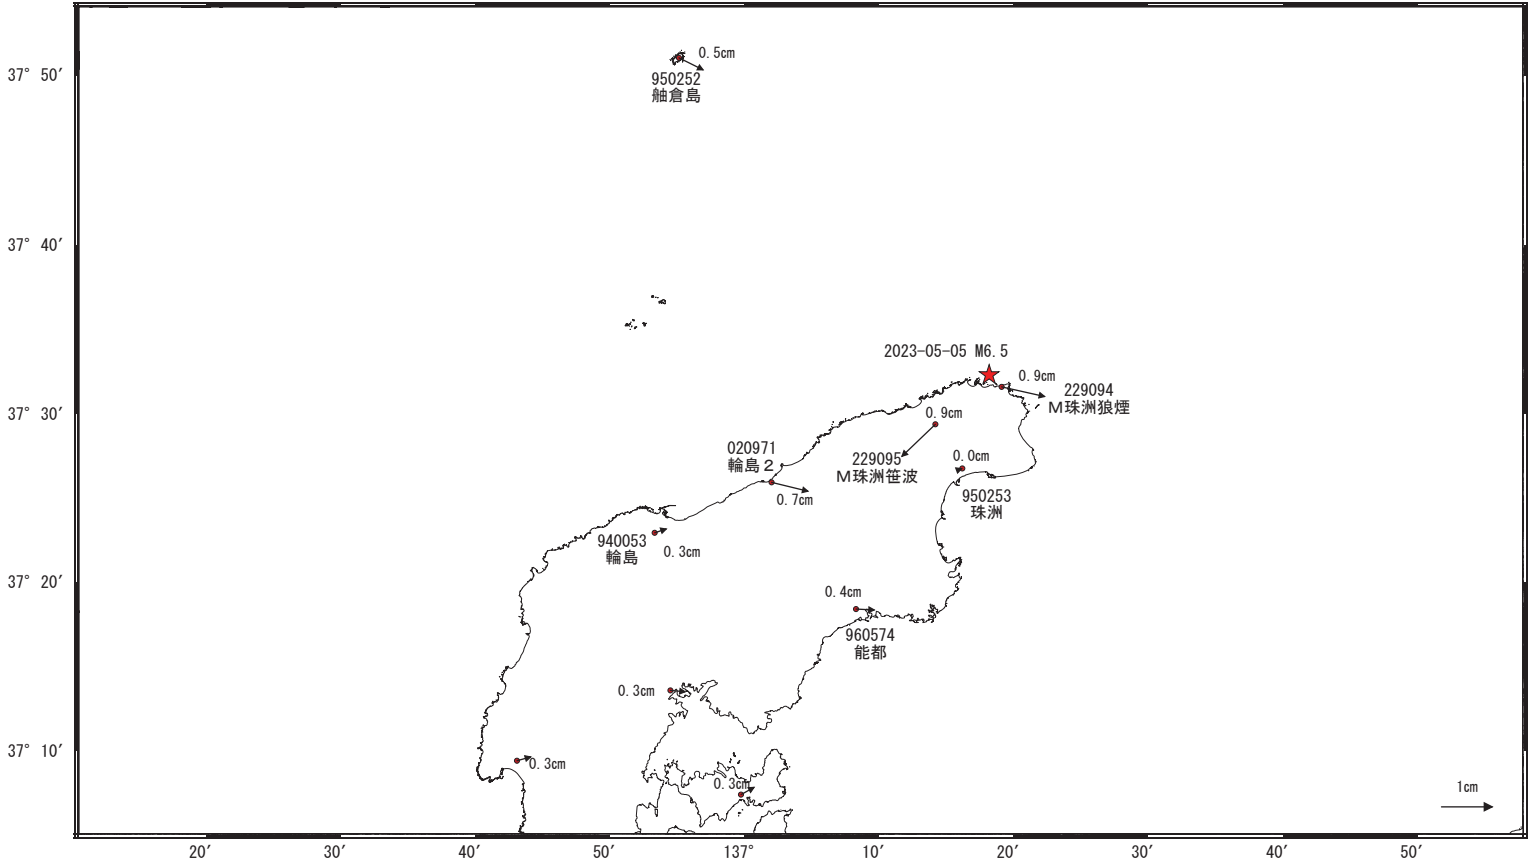 0.5cm
37° 50′
950252
舳倉島
37° 40′
2023-05-05 M6.5
0.9cm
229094
M珠洲狼煙
37° 30′
0.9cm
020971
輪島２
229095
M珠洲笹波
0.0cm
950253
珠洲
0.7cm
940053
輪島
0.3cm
37° 20′
0.4cm
960574
能都
0.3cm
37° 10′
0.3cm
0.3cm
1cm
20′ 30′ 40′ 50′ 137° 10′ 20′ 30′ 40′ 50′